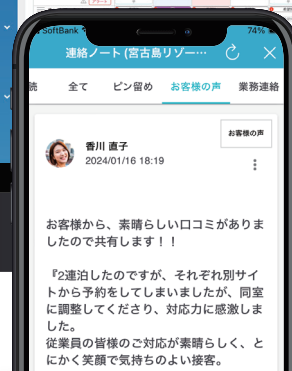 SoftBank 74%
連絡ノート (宮古島リゾー…
読 全て ピン留め お客様の声 業務連絡
お客様の声
香川 直子
2024/01/16 18:19
お客様から、素晴らしい口コミがありま
したので共有します！！
『2連泊したのですが、それぞれ別サイ
トから予約をしてしまいましたが、同室
に調整してくださり、対応力に感激しま
した。
従業員の皆様のご対応が素晴らしく、と
にかく笑顔で気持ちのよい接客。